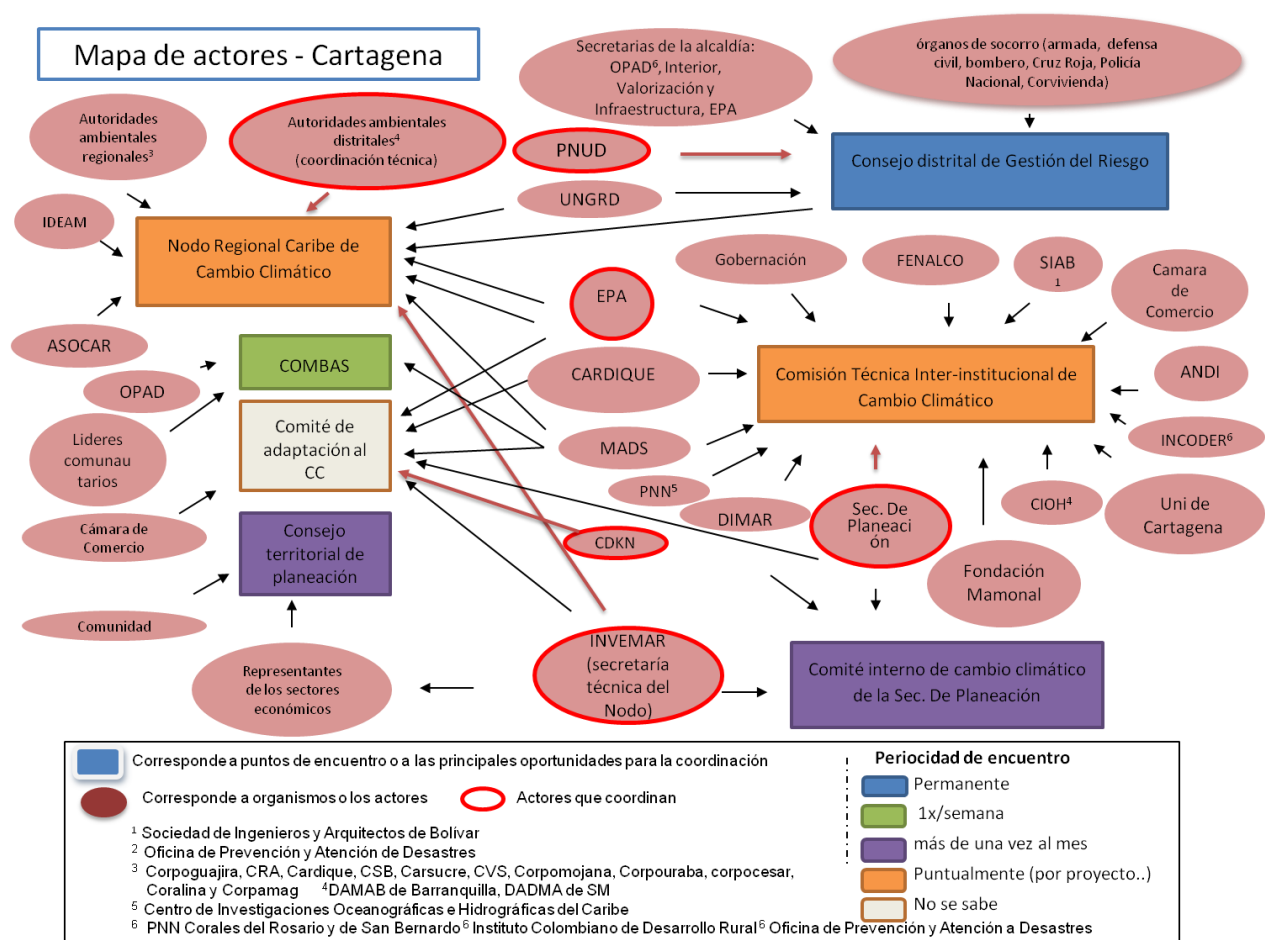 Mapa de actores - Cartagena
Secretarias de la alcaldía:
OPAD⁶, Interior,
Valorización y
Infraestructura, EPA
órganos de socorro (armada, defensa
civil, bombero, Cruz Roja, Policía
Nacional, Corvivienda)
Autoridades
ambientales
regionales³
Autoridades ambientales
distritales⁴
(coordinación técnica)
PNUD
Consejo distrital de Gestión del Riesgo
UNGRD
IDEAM
Nodo Regional Caribe de
Cambio Climático
Gobernación
FENALCO
SIAB
1
Camara
de
Comercio
EPA
ASOCAR
COMBAS
CARDIQUE
Comisión Técnica Inter-institucional de
Cambio Climático
ANDI
OPAD
Lideres
comunau
tarios
Comité de
adaptación al
CC
MADS
INCODER⁶
PNN⁵
DIMAR
Sec. De
Planeaci
ón
CIOH⁴
Uni de
Cartagena
Cámara de
Comercio
Consejo
territorial de
planeación
CDKN
Fondación
Mamonal
Comunidad
INVEMAR
(secretaría
técnica del
Nodo)
Representantes
de los sectores
económicos
Comité interno de cambio climático
de la Sec. De Planeación
Corresponde a puntos de encuentro o a las principales oportunidades para la coordinación
Corresponde a organismos o los actores
Actores que coordinan
¹ Sociedad de Ingenieros y Arquitectos de Bolívar
² Oficina de Prevención y Atención de Desastres
³ Corpoguajira, CRA, Cardique, CSB, Carsucre, CVS, Corpomojana, Corpouraba, corpocesar,
Coralina y Corpamag ⁴DAMAB de Barranquilla, DADMA de SM
⁵ Centro de Investigaciones Oceanográficas e Hidrográficas del Caribe
⁶ PNN Corales del Rosario y de San Bernardo ⁶ Instituto Colombiano de Desarrollo Rural ⁶ Oficina de Prevención y Atención a Desastres
Periocidad de encuentro
Permanente
1x/semana
más de una vez al mes
Puntualmente (por proyecto..)
No se sabe